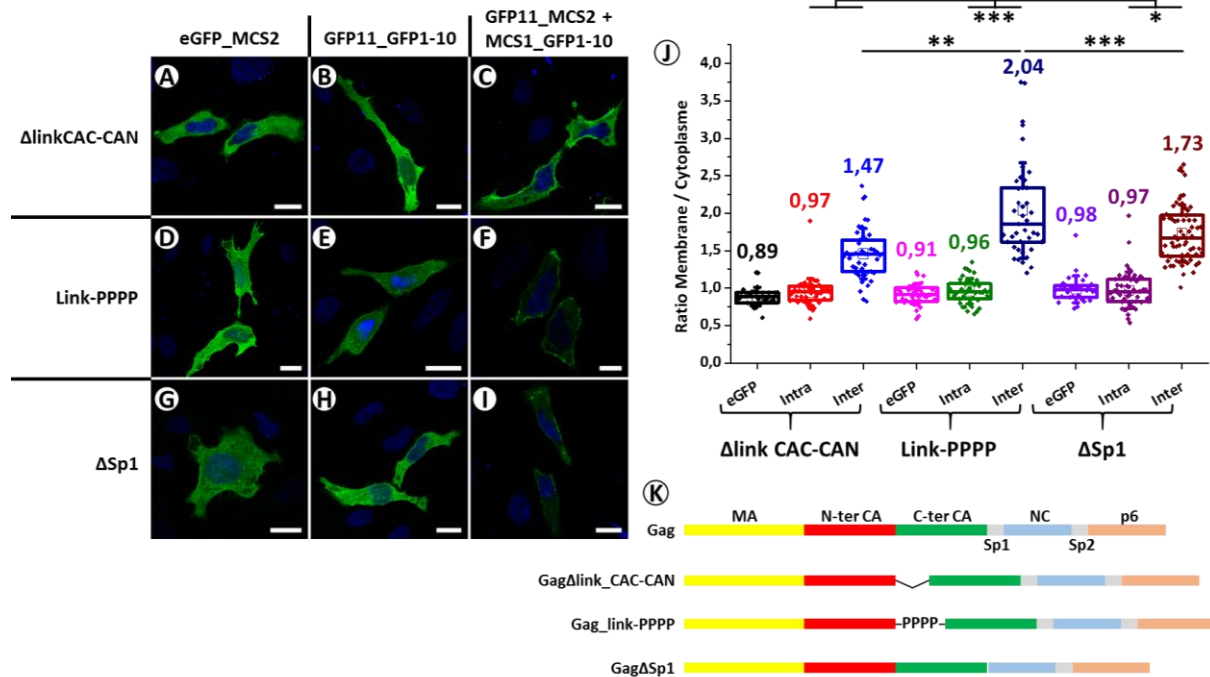 eGFP_MCS2
GFP11_GFP1-10
GFP11_MCS2 +
MCS1_GFP1-10
ΔlinkCAC-CAN
A
B
C
Link-PPPP
D
E
F
ΔSp1
G
H
I
J
***
*
**
***
Ratio Membrane / Cytoplasme
4,0
3,5
3,0
2,5
2,0
1,5
1,0
0,5
0,0
0,89
0,97
1,47
0,91
0,96
2,04
0,98
0,97
1,73
eGFP
Intra
Inter
eGFP
Intra
Inter
eGFP
Intra
Inter
Δlink CAC-CAN
Link-PPPP
ΔSp1
K
MA
N-ter CA
C-ter CA
NC
p6
Gag
Sp1
Sp2
GagΔlink_CAC-CAN
Gag_link-PPPP
PPPP
GagΔSp1